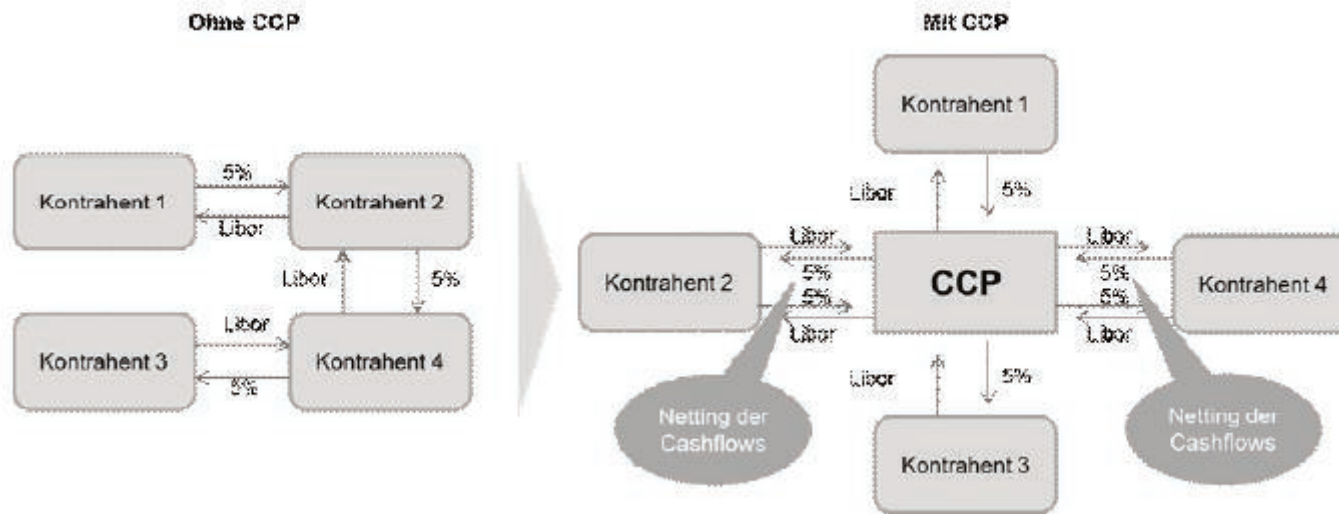 Ohne CCP
Kontrahent 1
5%
Libor
Kontrahent 2
Libor
5%
Kontrahent 3
Libor
5%
Kontrahent 4
Mit CCP
Kontrahent 1
Libor
5%
Kontrahent 2
Libor
5%
5%
Libor
CCP
Libor
5%
5%
Libor
Kontrahent 4
Libor
5%
Kontrahent 3
Netting der
Cashflows
Netting der
Cashflows